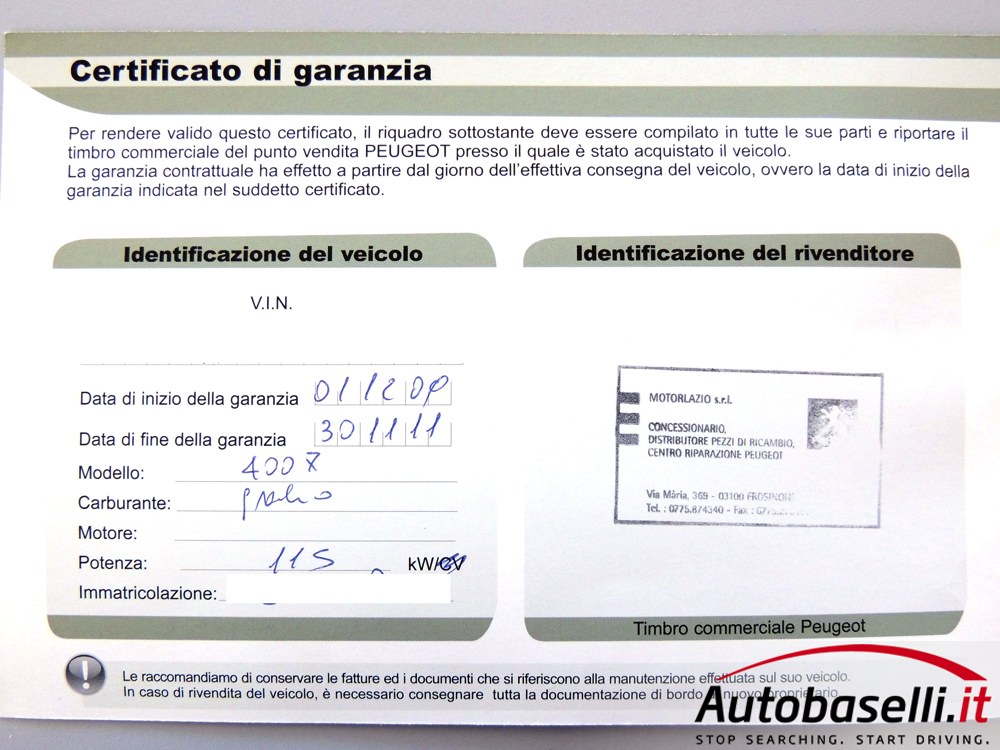 Certificato di garanzia
Per rendere valido questo certificato, il riquadro sottostante deve essere compilato in tutte le sue parti e riportare il
timbro commerciale del punto vendita PEUGEOT presso il quale è stato acquistato il veicolo.
La garanzia contrattuale ha effetto a partire dal giorno dell'effettiva consegna del veicolo, ovvero la data di inizio della
garanzia indicata nel suddetto certificato.
Identificazione del veicolo
V.I.N.
Data di inizio della garanzia 01 12 09
Data di fine della garanzia 30 11 11
Modello: 4007
Carburante:
Motore:
Potenza: 115 kW/CV
Immatricolazione:
Identificazione del rivenditore
MOTORLAZIO s.r.l.
CONCESSIONARIO,
DISTRIBUTORE PEZZI DI RICAMBIO,
CENTRO RIPARAZIONE PEUGEOT
Via Mària, 369 - 03100 FROSINONE
Tel. : 0775.874340 - Fax :
Timbro commerciale Peugeot
Le raccomandiamo di conservare le fatture ed i documenti che si riferiscono alla manutenzione effettuata sul suo veicolo.
In caso di rivendita del veicolo, è necessario consegnare tutta la documentazione di bordo al nuovo proprietario.
Autobaselli.it
STOP SEARCHING. START DRIVING.